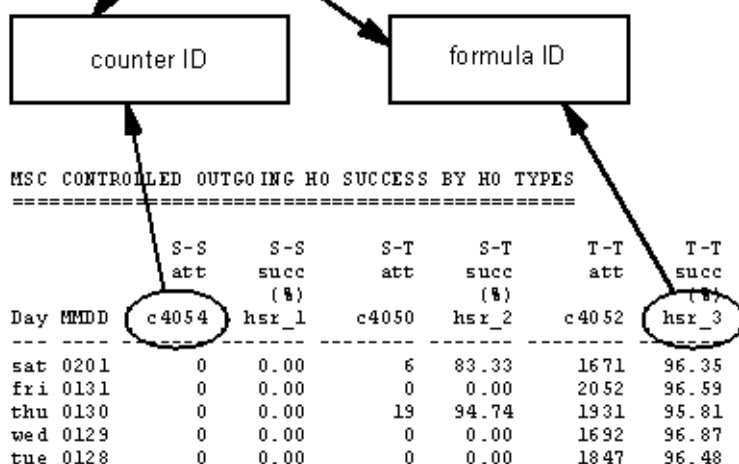 counter ID
formula ID
MSC CONTROLLED OUTGOING HO SUCCESS BY HO TYPES
==============================================
S-S S-S S-T S-T T-T T-T
att succ att succ att succ
(%) (%) (%)
Day MMDD c4054 hsr_1 c4050 hsr_2 c4052 hsr_3
--- ---- --------- ------- --------- ------- --------- -------
sat 0201 0 0.00 6 83.33 1671 96.35
fri 0131 0 0.00 0 0.00 2052 96.59
thu 0130 0 0.00 19 94.74 1931 95.81
wed 0129 0 0.00 0 0.00 1692 96.87
tue 0128 0 0.00 0 0.00 1847 96.48